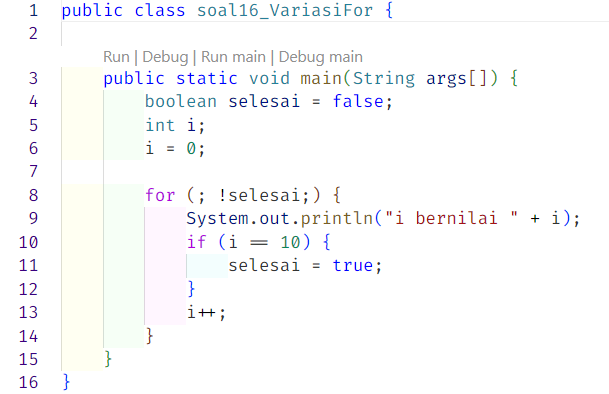 1 public class soal16_VariasiFor {
2
Run | Debug | Run main | Debug main
3 public static void main(String args[]) {
4 boolean selesai = false;
5 int i;
6 i = 0;
7
8 for (; !selesai;) {
9 System.out.println("i bernilai " + i);
10 if (i == 10) {
11 selesai = true;
12 }
13 i++;
14 }
15 }
16 }